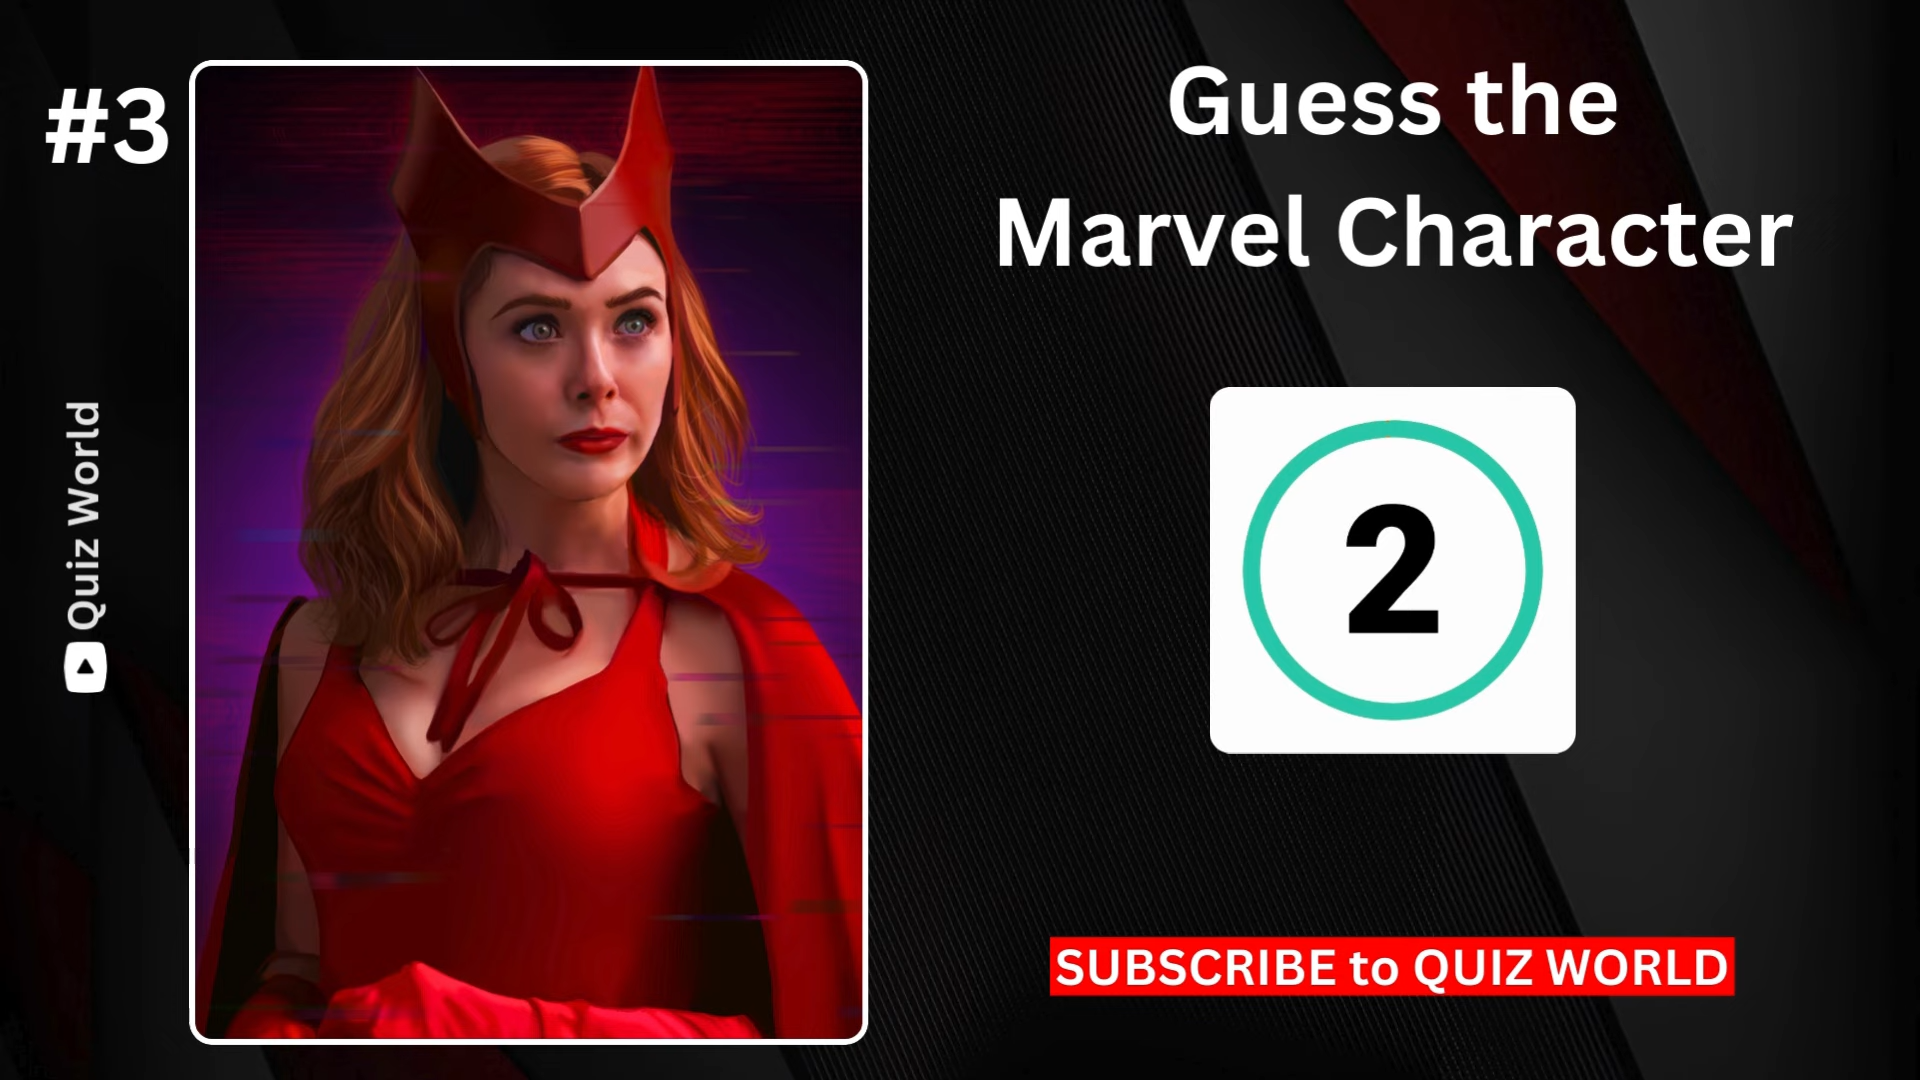 #3
Guess the
Marvel Character
2
Quiz World
SUBSCRIBE to QUIZ WORLD